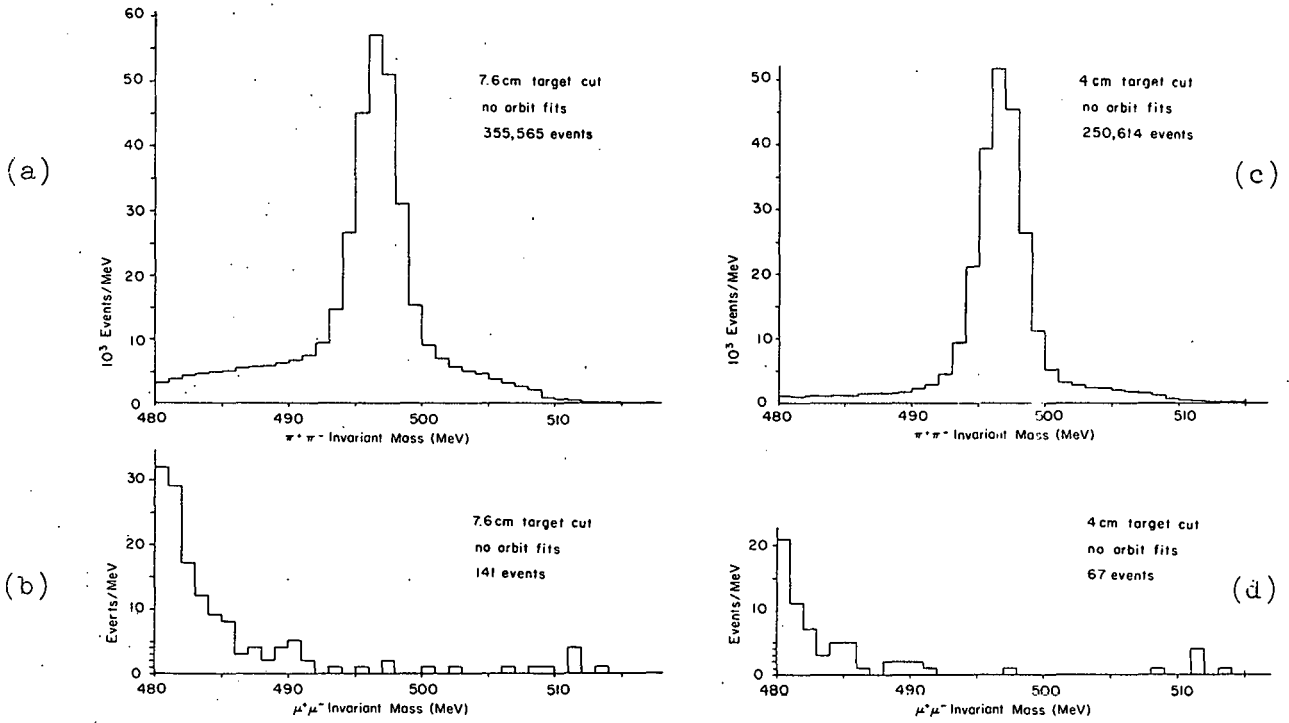 (a)
60
50
40
30
20
10
0
10³ Events/MeV
7.6cm target cut
no orbit fits
355,565 events
480
490
500
510
π⁺π⁻ Invariant Mass (MeV)
(b)
30
20
10
0
Events/MeV
7.6cm target cut
no orbit fits
141 events
480
490
500
510
μ⁺μ⁻ Invariant Mass (MeV)
(c)
50
40
30
20
10
0
10³ Events/MeV
4cm target cut
no orbit fits
250,614 events
480
490
500
510
π⁺π⁻ Invariant Mass (MeV)
(d)
20
10
0
Events/MeV
4cm target cut
no orbit fits
67 events
480
490
500
510
μ⁺μ⁻ Invariant Mass (MeV)